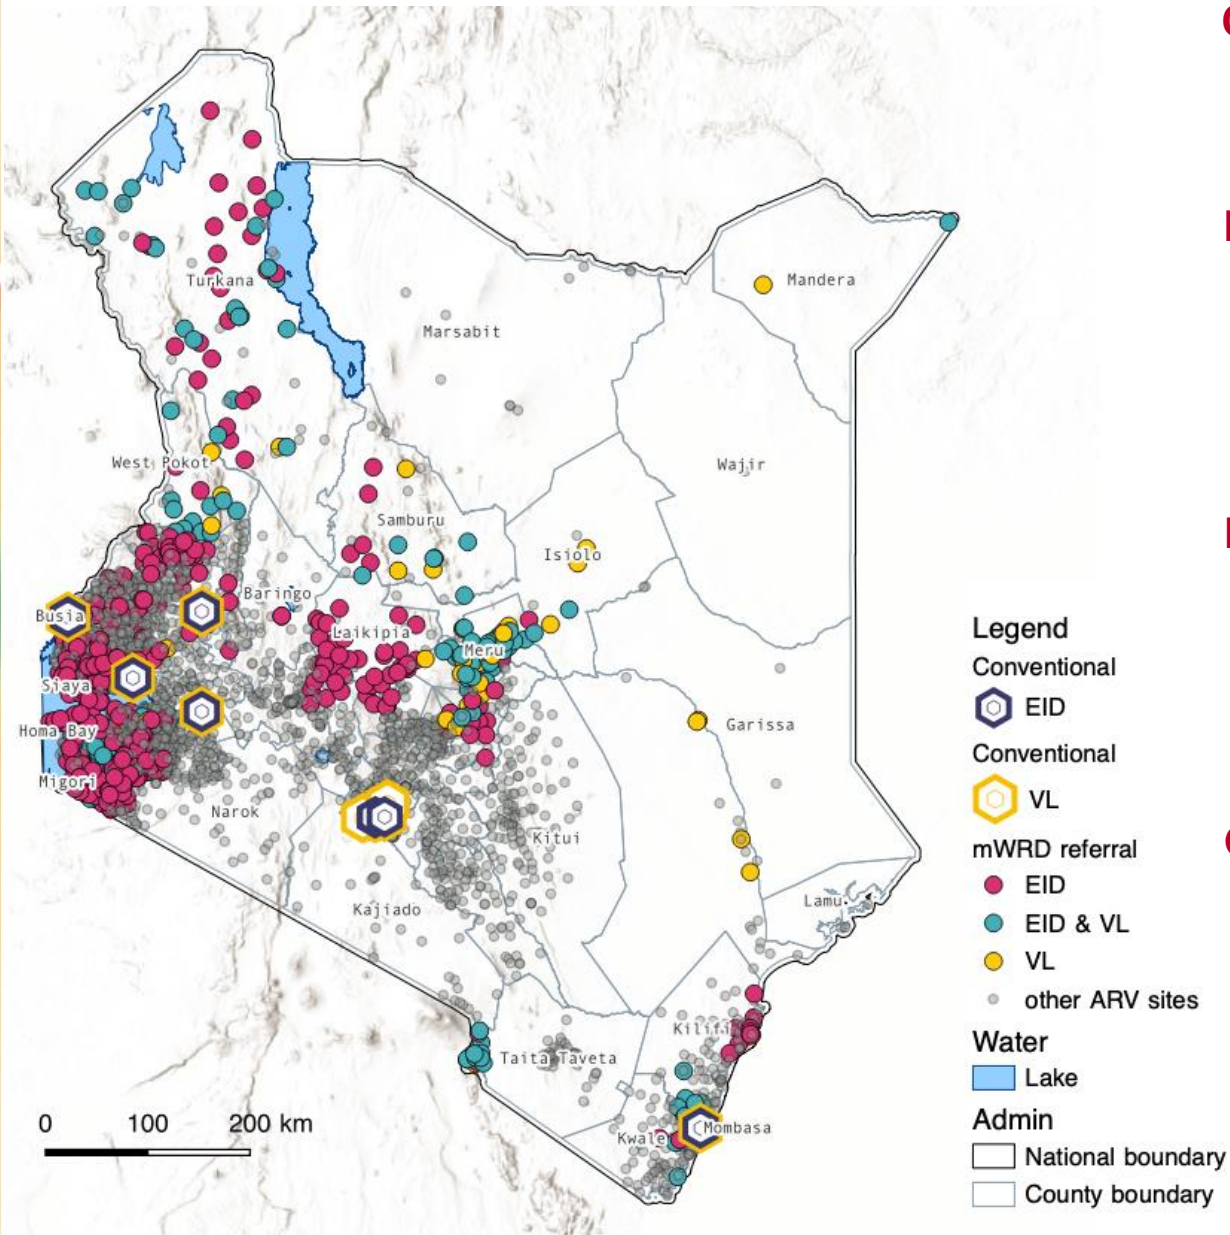 Turkana
Marsabit
Mandera
West Pokot
Wajir
Samburu
Isiolo
Baringo
Busia
Laikipia
Meru
Siaya
Homa Bay
Garissa
Migori
Narok
Kitui
Kajiado
Lamu
Kilifi
Taita Taveta
Kwale
Mombasa
0 100 200 km
Legend
Conventional
EID
Conventional
VL
mWRD referral
EID
EID & VL
VL
other ARV sites
Water
Lake
Admin
National boundary
County boundary